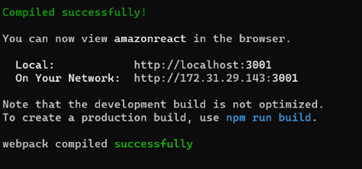 Compiled successfully!
You can now view amazonreact in the browser.
Local: http://localhost:3001
On Your Network: http://172.31.29.143:3001
Note that the development build is not optimized.
To create a production build, use npm run build.
webpack compiled successfully